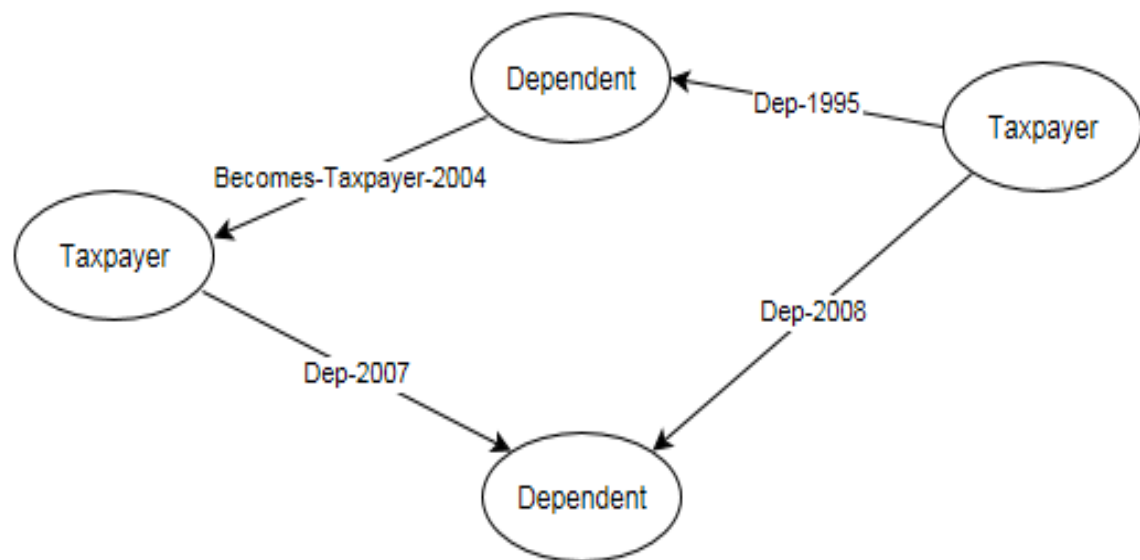 Dependent
Dep-1995
Taxpayer
Becomes-Taxpayer-2004
Taxpayer
Dep-2008
Dep-2007
Dependent